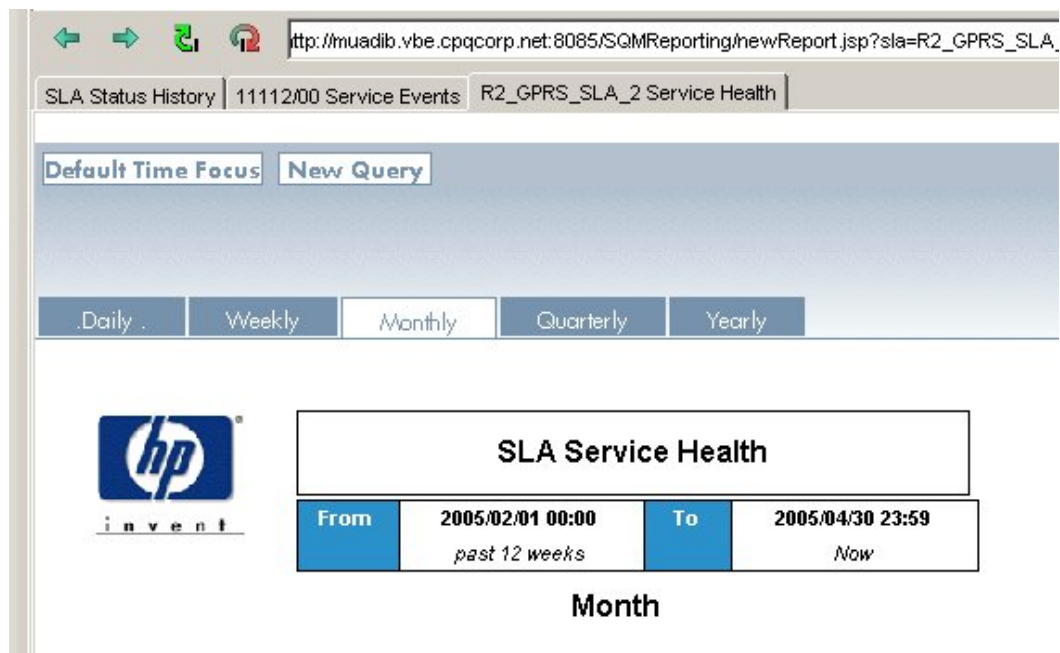 ttp://muadib.vbe.cpqcorp.net:8085/SQMReporting/newReport.jsp?sla=R2_GPRS_SLA_
SLA Status History 11112/00 Service Events R2_GPRS_SLA_2 Service Health
Default Time Focus New Query
.Daily . Weekly Monthly Quarterly Yearly
hp
invent
SLA Service Health
From 2005/02/01 00:00 To 2005/04/30 23:59
past 12 weeks Now
Month